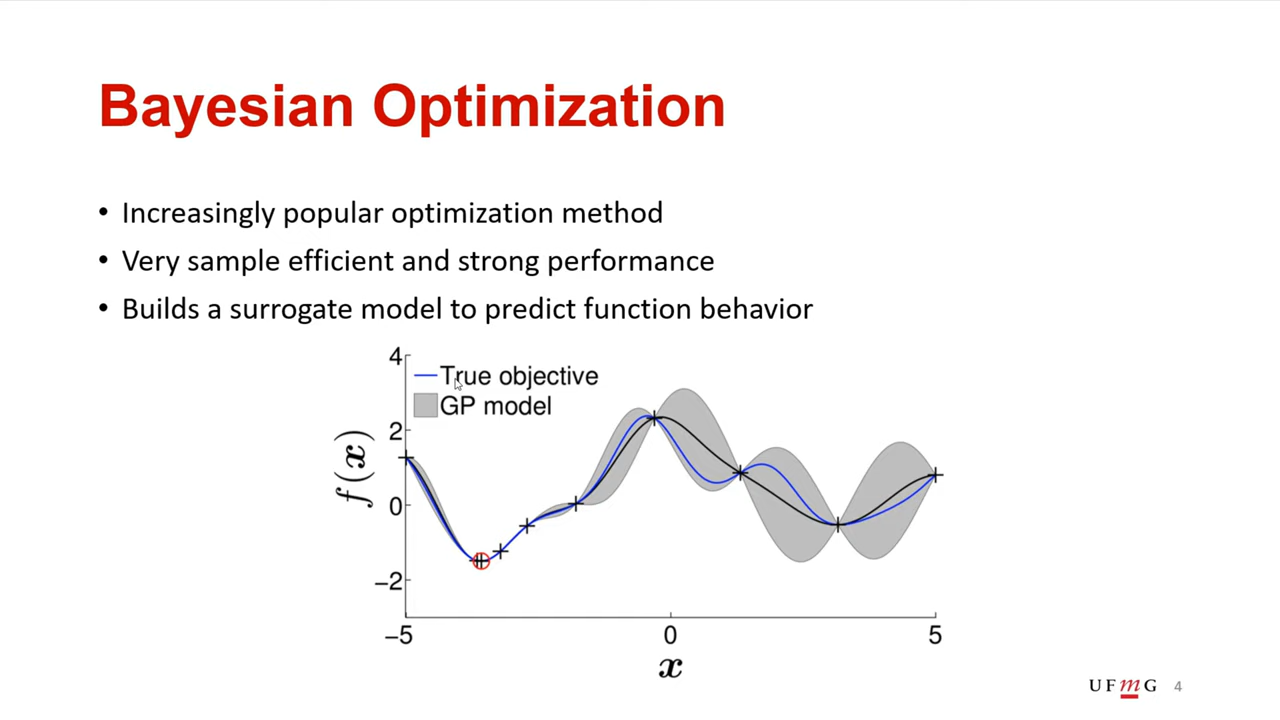 Bayesian Optimization
• Increasingly popular optimization method
• Very sample efficient and strong performance
• Builds a surrogate model to predict function behavior
4
True objective
GP model
2
f(x)
0
−2
−5
0
5
x
UFmG 4